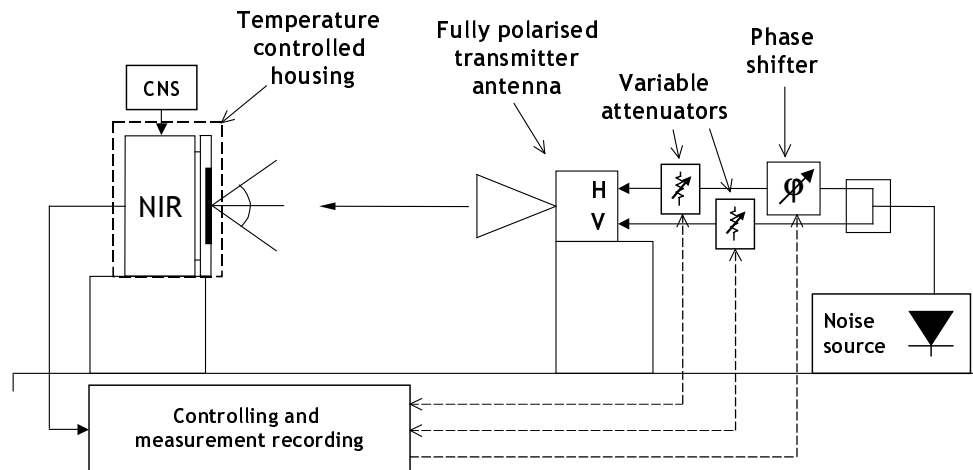 Temperature
controlled
housing
Fully polarised
transmitter
antenna
Phase
shifter
Variable
attenuators
CNS
NIR
H
V
φ
Noise
source
Controlling and
measurement recording